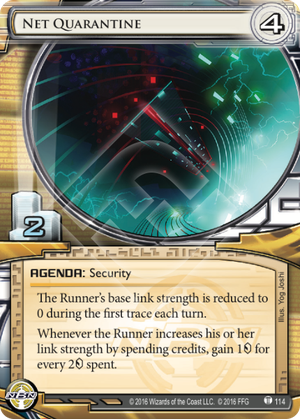 NET QUARANTINE
4
2
AGENDA: Security
The Runner's base link strength is reduced to
0 during the first trace each turn.
Whenever the Runner increases his or her
link strength by spending credits, gain 1 for
every 2 spent.
Illus. Yog Joshi
NBN
© 2016 Wizards of the Coast LLC. © 2016 FFG
114